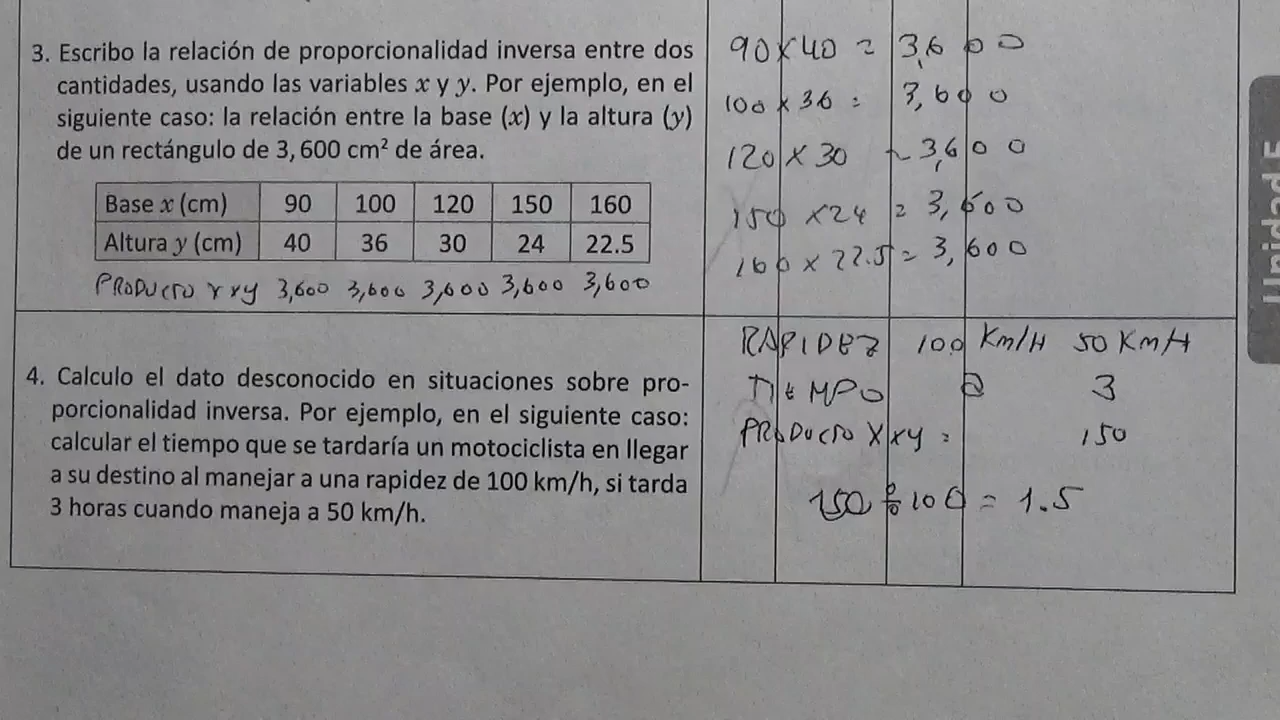 3. Escribo la relación de proporcionalidad inversa entre dos
cantidades, usando las variables x y y. Por ejemplo, en el
siguiente caso: la relación entre la base (x) y la altura (y)
de un rectángulo de 3,600 cm² de área.
Base x (cm) 90 100 120 150 160
Altura y (cm) 40 36 30 24 22.5
PRODUCTO x x y 3,600 3,600 3,600 3,600 3,600
90 x 40 = 3,600
100 x 36 = 3,600
120 x 30 = 3,600
150 x 24 = 3,600
160 x 22.5 = 3,600
4. Calculo el dato desconocido en situaciones sobre pro-
porcionalidad inversa. Por ejemplo, en el siguiente caso:
calcular el tiempo que se tardaría un motociclista en llegar
a su destino al manejar a una rapidez de 100 km/h, si tarda
3 horas cuando maneja a 50 km/h.
RAPIDEZ 100 Km/H 50 Km/H
TIEMPO a 3
PRODUCTO X x y = 150
150 ÷ 100 = 1.5
Unidad 5